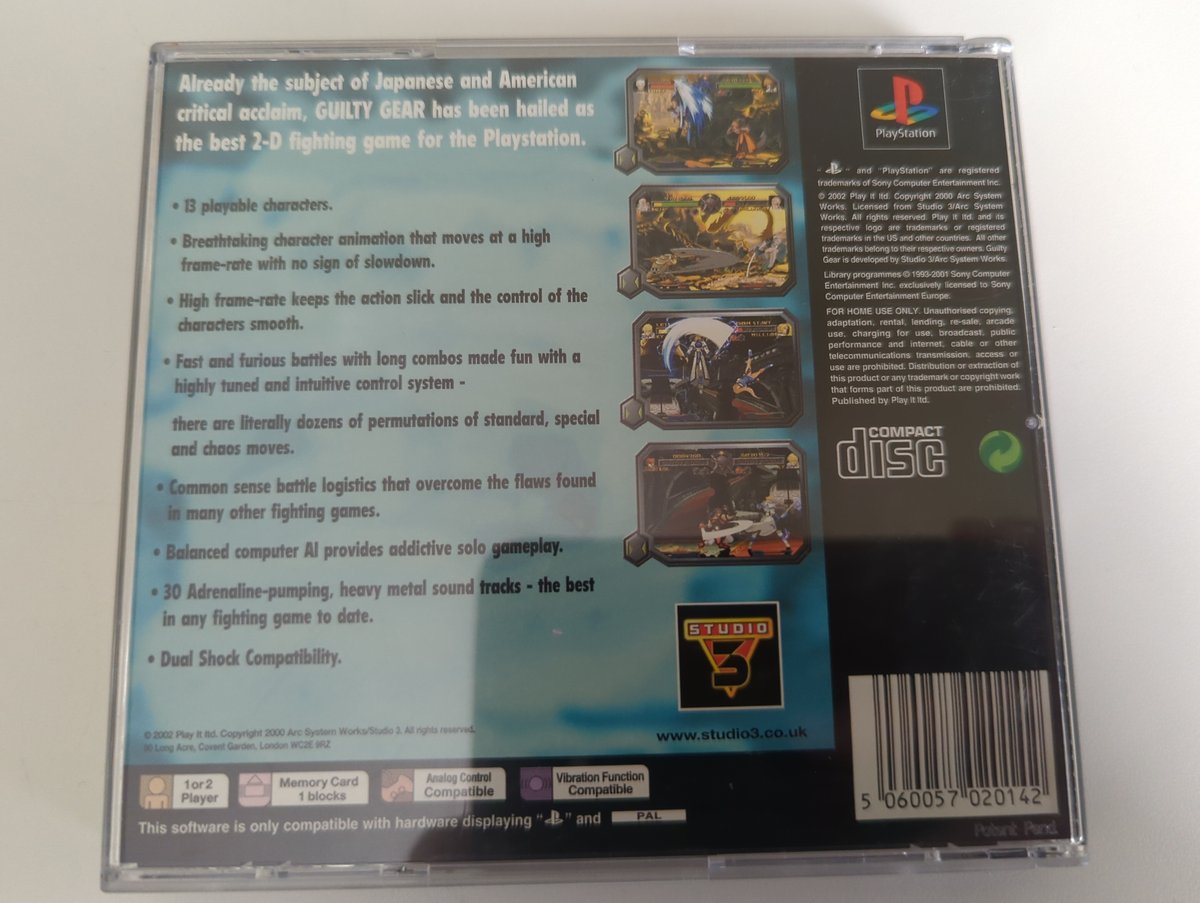 Already the subject of Japanese and American
critical acclaim, GUILTY GEAR has been hailed as
the best 2-D fighting game for the Playstation.
• 13 playable characters.
• Breathtaking character animation that moves at a high
frame-rate with no sign of slowdown.
• High frame-rate keeps the action slick and the control of the
characters smooth.
• Fast and furious battles with long combos made fun with a
highly tuned and intuitive control system -
there are literally dozens of permutations of standard, special
and chaos moves.
• Common sense battle logistics that overcome the flaws found
in many other fighting games.
• Balanced computer AI provides addictive solo gameplay.
• 30 Adrenaline-pumping, heavy metal sound tracks - the best
in any fighting game to date.
• Dual Shock Compatibility.
© 2002 Play It ltd. Copyright 2000 Arc System Works/Studio 3. All rights reserved.
90 Long Acre, Covent Garden, London WC2E 9RZ
STUDIO
3
www.studio3.co.uk
PlayStation
" " and "PlayStation" are registered
trademarks of Sony Computer Entertainment Inc.
© 2002 Play It ltd. Copyright 2000 Arc System
Works. Licensed from Studio 3/Arc System
Works. All rights reserved. Play It ltd. and its
respective logo are trademarks or registered
trademarks in the US and other countries. All other
trademarks belong to their respective owners. Guilty
Gear is developed by Studio 3/Arc System Works.
Library programmes © 1993-2001 Sony Computer
Entertainment Inc. exclusively licensed to Sony
Computer Entertainment Europe.
FOR HOME USE ONLY. Unauthorised copying,
adaptation, rental, lending, re-sale, arcade
use, charging for use, broadcast, public
performance and internet, cable or other
telecommunications transmission, access or
use are prohibited. Distribution or extraction of
this product or any trademark or copyright work
that forms part of this product are prohibited.
Published by Play It ltd.
COMPACT
disc
1 or 2
Player
Memory Card
1 blocks
Analog Control
Compatible
Vibration Function
Compatible
This software is only compatible with hardware displaying " " and PAL
5 060057 020142
Patent Pend.